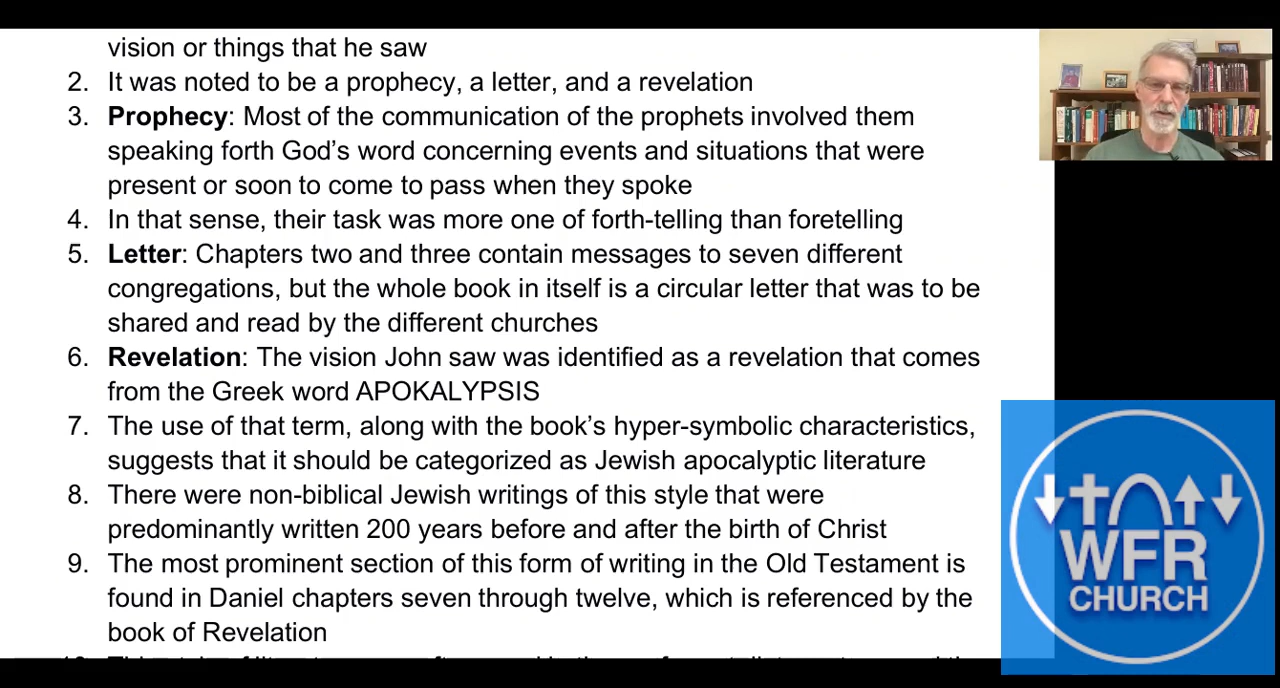 vision or things that he saw
2. It was noted to be a prophecy, a letter, and a revelation
3. Prophecy: Most of the communication of the prophets involved them
speaking forth God’s word concerning events and situations that were
present or soon to come to pass when they spoke
4. In that sense, their task was more one of forth-telling than foretelling
5. Letter: Chapters two and three contain messages to seven different
congregations, but the whole book in itself is a circular letter that was to be
shared and read by the different churches
6. Revelation: The vision John saw was identified as a revelation that comes
from the Greek word APOKALYPSIS
7. The use of that term, along with the book’s hyper-symbolic characteristics,
suggests that it should be categorized as Jewish apocalyptic literature
8. There were non-biblical Jewish writings of this style that were
predominantly written 200 years before and after the birth of Christ
9. The most prominent section of this form of writing in the Old Testament is
found in Daniel chapters seven through twelve, which is referenced by the
book of Revelation
WFR
CHURCH